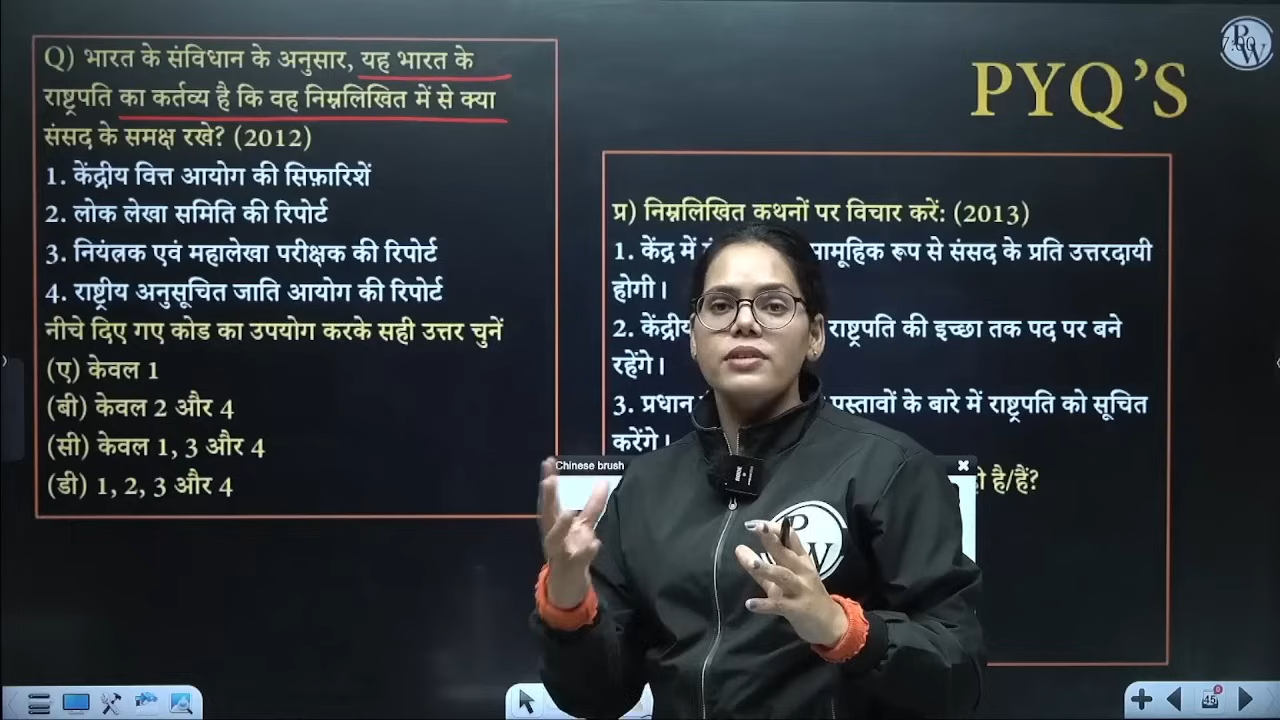 Q) भारत के संविधान के अनुसार, यह भारत के
राष्ट्रपति का कर्तव्य है कि वह निम्नलिखित में से क्या
संसद के समक्ष रखे? (2012)
1. केंद्रीय वित्त आयोग की सिफ़ारिशें
2. लोक लेखा समिति की रिपोर्ट
3. नियंत्रक एवं महालेखा परीक्षक की रिपोर्ट
4. राष्ट्रीय अनुसूचित जाति आयोग की रिपोर्ट
नीचे दिए गए कोड का उपयोग करके सही उत्तर चुनें
(ए) केवल 1
(बी) केवल 2 और 4
(सी) केवल 1, 3 और 4
(डी) 1, 2, 3 और 4
PYQ'S
प्र) निम्नलिखित कथनों पर विचार करें: (2013)
1. केंद्र में रूप से संसद के प्रति उत्तरदायी
होगी।
2. राष्ट्रपति की इच्छा तक पद पर बने
रहेंगे।
3. के बारे में राष्ट्रपति को सूचित
करेंगे।
है/हैं?
Chinese brush
PW
PW
45